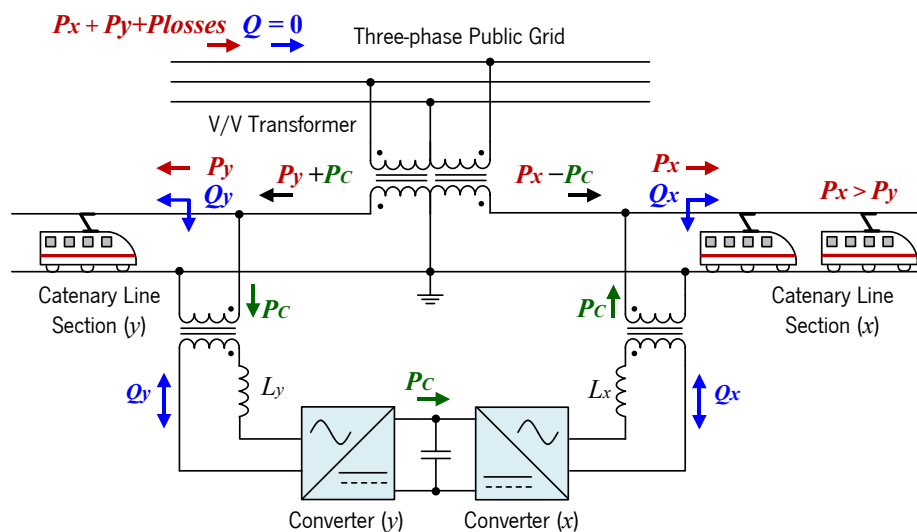 Px + Py+Plosses Q = 0
Three-phase Public Grid
V/V Transformer
Py
Py +PC
Px −PC
Px
Qy
Qx
Px > Py
Catenary Line
Section (y)
PC
PC
Catenary Line
Section (x)
Qy
Ly
PC
Lx
Qx
Converter (y)
Converter (x)